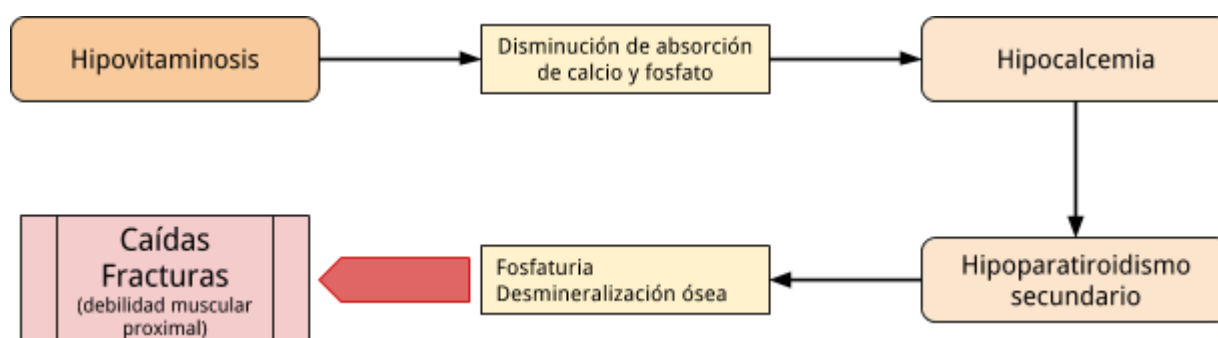 Hipovitaminosis
Disminución de absorción
de calcio y fosfato
Hipocalcemia
Hipoparatiroidismo
secundario
Fosfaturia
Desmineralización ósea
Caídas
Fracturas
(debilidad muscular
proximal)